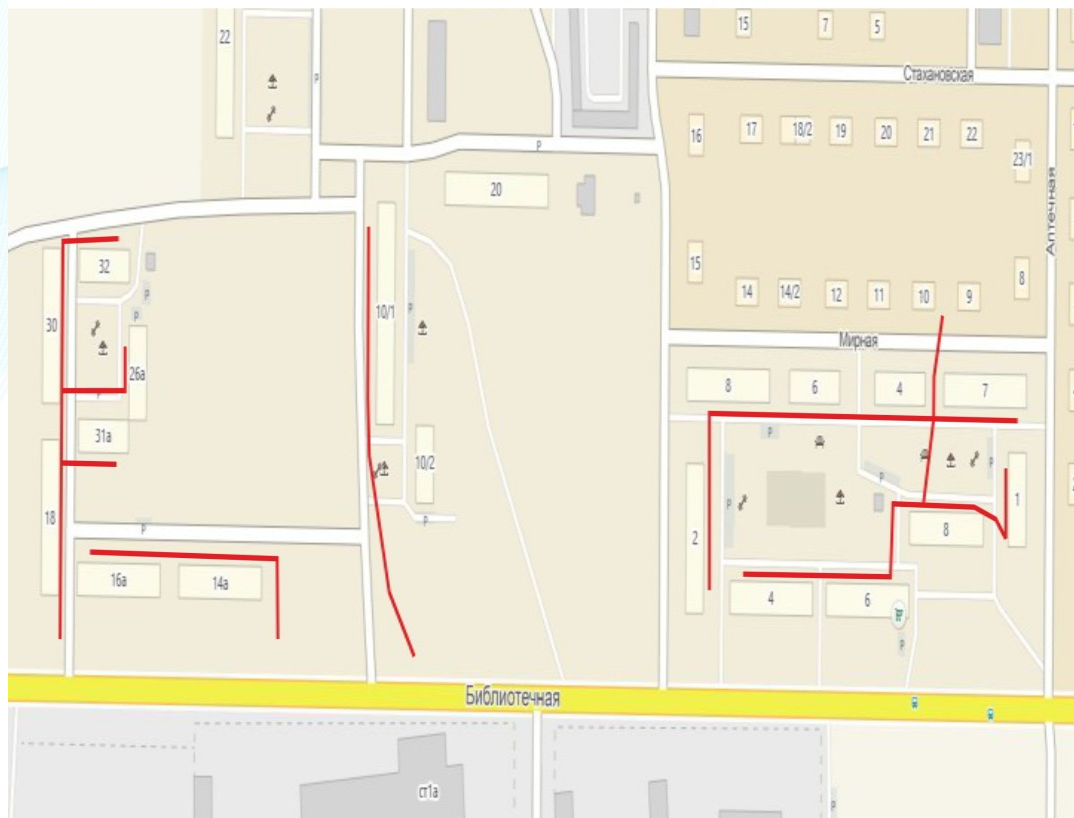 22
15
7
5
Стахановская
P
16
17
18/2
19
20
21
22
23/1
P
20
Аптечная
15
14
14/2
12
11
10
9
8
32
P
P
30
10/1
P
26а
Мирная
8
6
4
7
P
31а
P
10/2
P
P
P
18
P
P
2
P
8
1
16а
14а
4
6
P
Библиотечная
ст1а
P